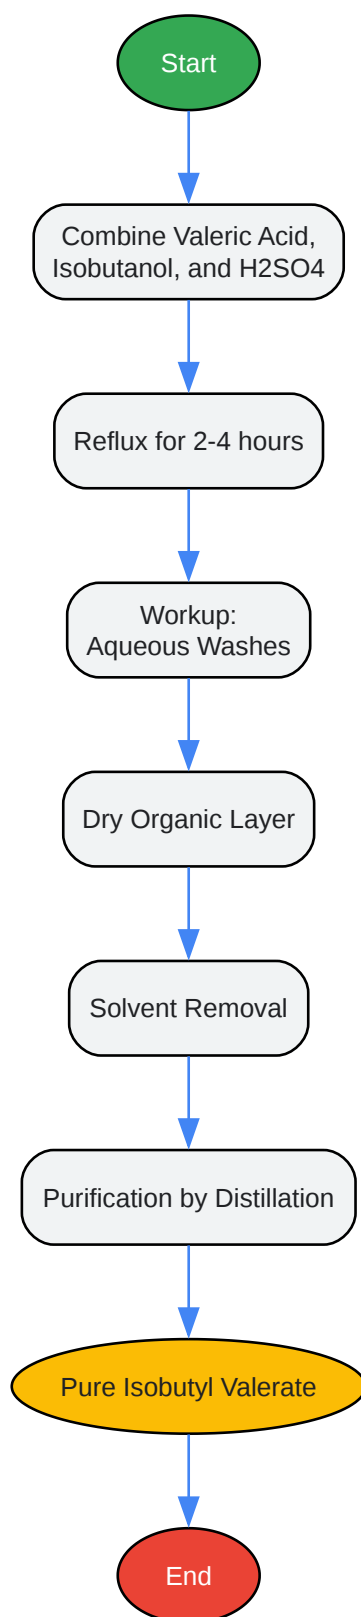 Start
Combine Valeric Acid,
Isobutanol, and H2SO4
Reflux for 2-4 hours
Workup:
Aqueous Washes
Dry Organic Layer
Solvent Removal
Purification by Distillation
Pure Isobutyl Valerate
End